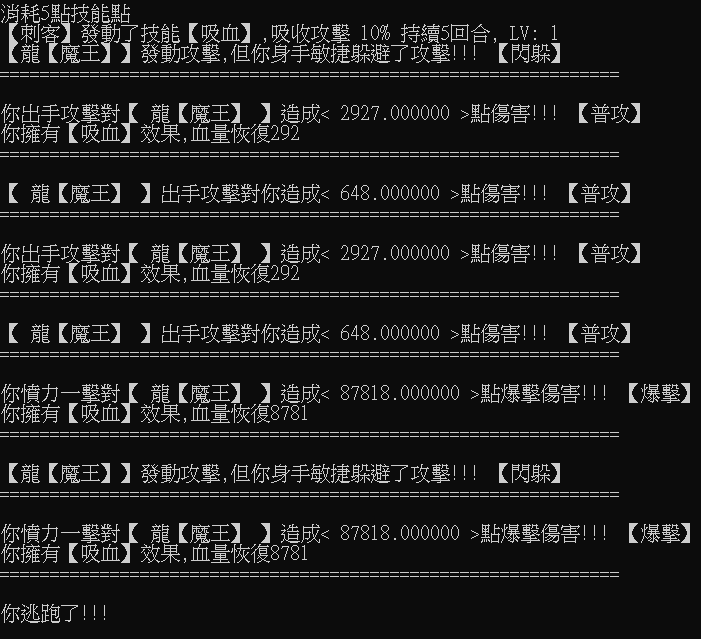 消耗5點技能點
【刺客】發動了技能【吸血】,吸收攻擊 10% 持續5回合, LV: 1
【龍【魔王】】發動攻擊,但你身手敏捷躲避了攻擊!!! 【閃躲】
==============================================================
你出手攻擊對【 龍【魔王】 】造成< 2927.000000 >點傷害!!! 【普攻】
你擁有【吸血】效果,血量恢復292
==============================================================
【 龍【魔王】 】出手攻擊對你造成< 648.000000 >點傷害!!! 【普攻】
==============================================================
你出手攻擊對【 龍【魔王】 】造成< 2927.000000 >點傷害!!! 【普攻】
你擁有【吸血】效果,血量恢復292
==============================================================
【 龍【魔王】 】出手攻擊對你造成< 648.000000 >點傷害!!! 【普攻】
==============================================================
你憤力一擊對【 龍【魔王】 】造成< 87818.000000 >點爆擊傷害!!! 【爆擊】
你擁有【吸血】效果,血量恢復8781
==============================================================
【龍【魔王】】發動攻擊,但你身手敏捷躲避了攻擊!!! 【閃躲】
==============================================================
你憤力一擊對【 龍【魔王】 】造成< 87818.000000 >點爆擊傷害!!! 【爆擊】
你擁有【吸血】效果,血量恢復8781
==============================================================
你逃跑了!!!